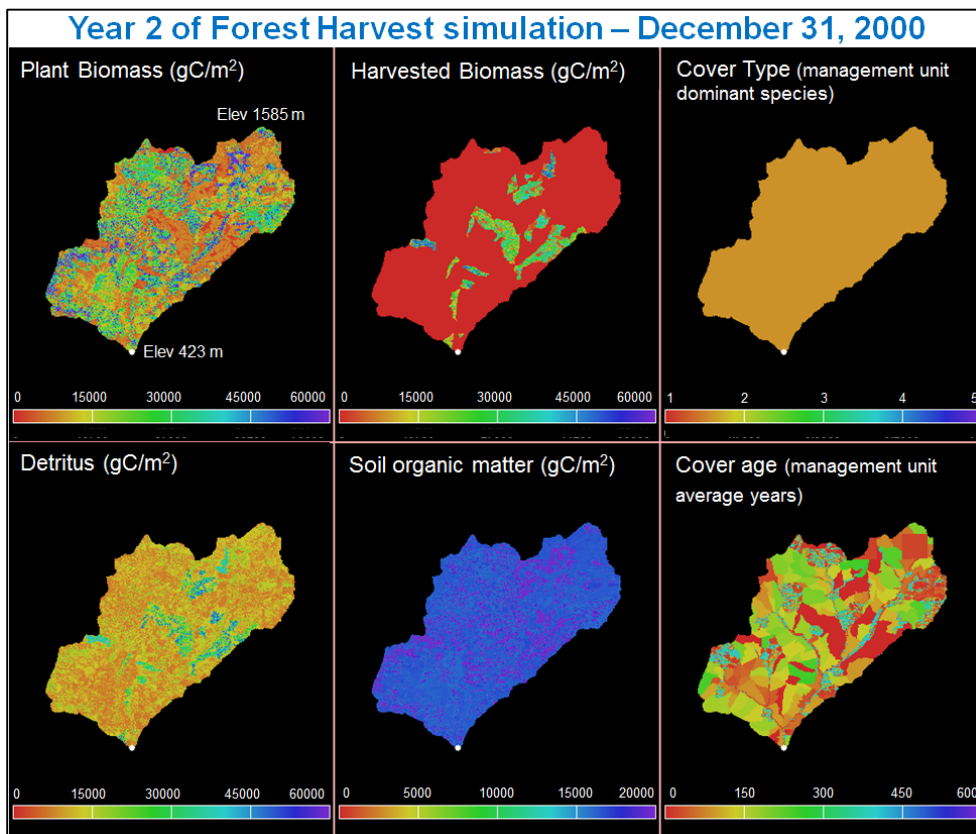 Year 2 of Forest Harvest simulation – December 31, 2000
Plant Biomass (gC/m²)
Elev 1585 m
Elev 423 m
0 15000 30000 45000 60000
Harvested Biomass (gC/m²)
0 15000 30000 45000 60000
Cover Type (management unit
dominant species)
1 2 3 4 5
Detritus (gC/m²)
0 15000 30000 45000 60000
Soil organic matter (gC/m²)
0 5000 10000 15000 20000
Cover age (management unit
average years)
0 150 300 450 600